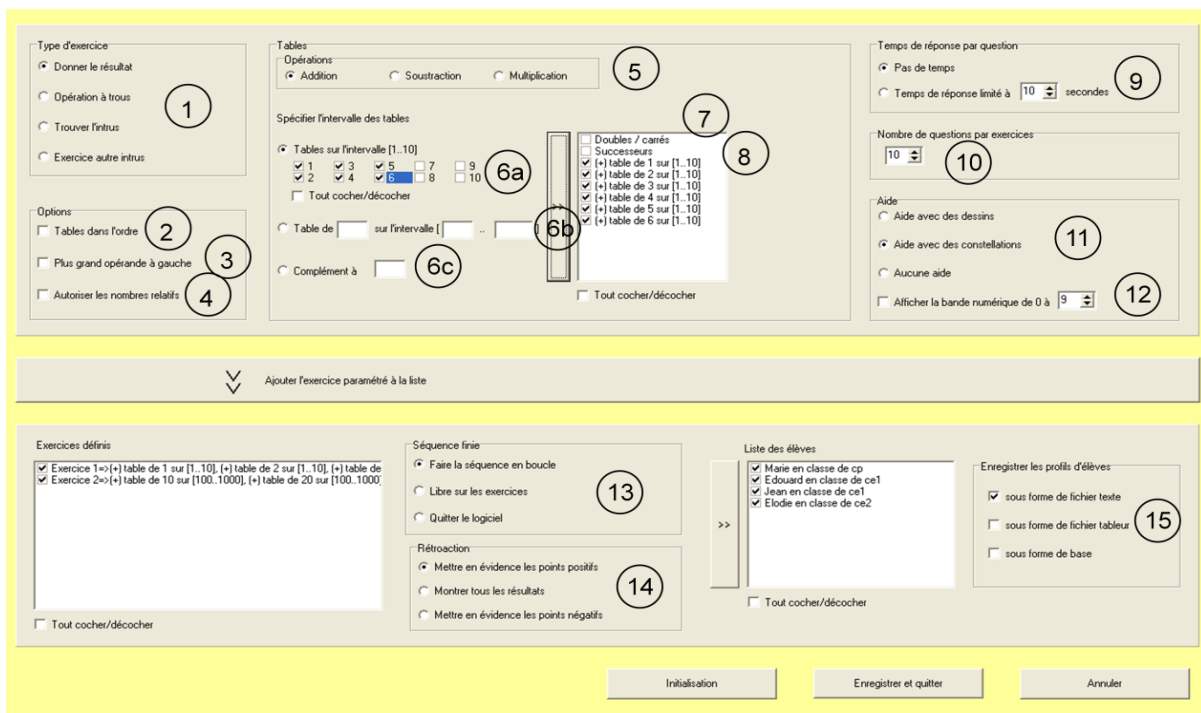 Type d'exercice
Donner le résultat
Opération à trous
Trouver l'intrus
Exercice autre intrus
1
Options
Tables dans l'ordre
2
Plus grand opérande à gauche
3
Autoriser les nombres relatifs
4
Tables
Opérations
Addition Soustraction Multiplication
5
Spécifier l'intervalle des tables
Tables sur l'intervalle [1..10]
1 3 5 7 9
2 4 6 8 10
6a
Tout cocher/décocher
Table de sur l'intervalle [ .. ]
6b
Complément à
6c
>>
7
Doubles / carrés
Successeurs
8
(+) table de 1 sur [1..10]
(+) table de 2 sur [1..10]
(+) table de 3 sur [1..10]
(+) table de 4 sur [1..10]
(+) table de 5 sur [1..10]
(+) table de 6 sur [1..10]
Tout cocher/décocher
Temps de réponse par question
Pas de temps
Temps de réponse limité à 10 secondes
9
Nombre de questions par exercices
10
10
Aide
Aide avec des dessins
Aide avec des constellations
11
Aucune aide
Afficher la bande numérique de 0 à 9
12
Ajouter l'exercice paramétré à la liste
Exercices définis
Exercice 1=>(+) table de 1 sur [1..10], (+) table de 2 sur [1..10], (+) table de
Exercice 2=>(+) table de 10 sur [100..1000], (+) table de 20 sur [100..1000]
Tout cocher/décocher
Séquence finie
Faire la séquence en boucle
Libre sur les exercices
Quitter le logiciel
13
Rétroaction
Mettre en évidence les points positifs
Montrer tous les résultats
Mettre en évidence les points négatifs
14
>>
Liste des élèves
Marie en classe de cp
Edouard en classe de ce1
Jean en classe de ce1
Elodie en classe de ce2
Tout cocher/décocher
Enregistrer les profils d'élèves
sous forme de fichier texte
sous forme de fichier tableur
sous forme de base
15
Initialisation
Enregistrer et quitter
Annuler